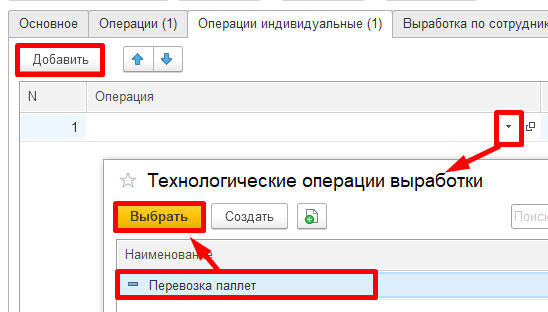 Основное Операции (1) Операции индивидуальные (1) Выработка по сотрудник
Добавить
N Операция
1
Технологические операции выработки
Выбрать Создать Поиск
Наименование
Перевозка паллет